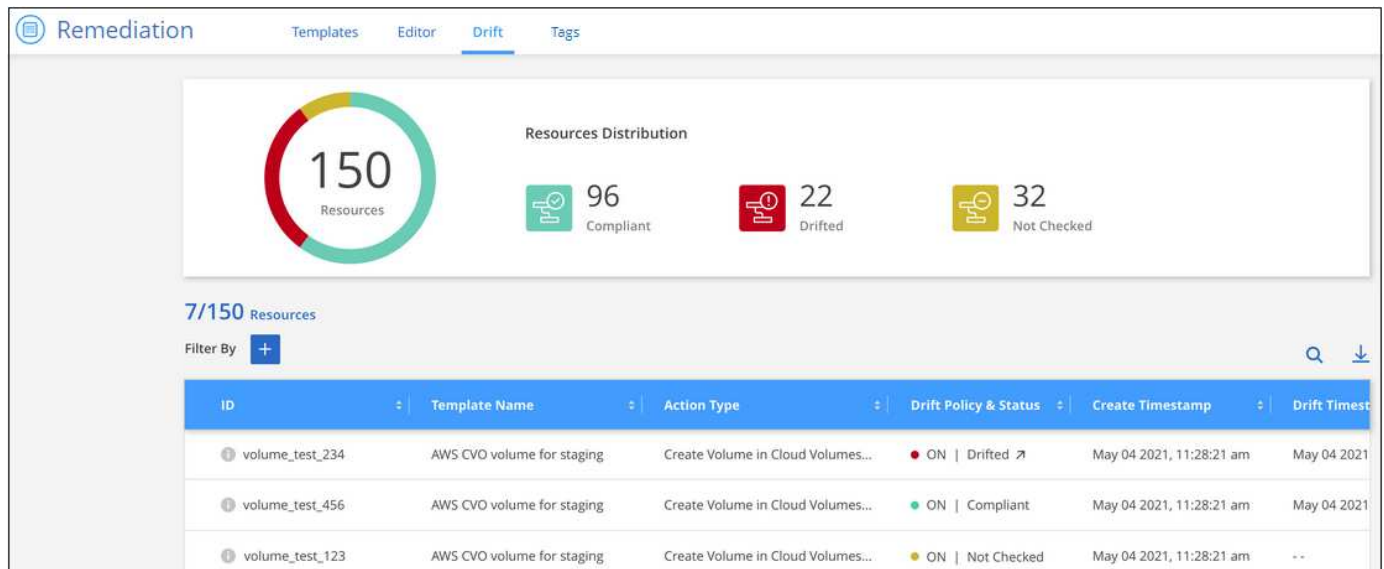 Remediation Templates Editor Drift Tags
Resources Distribution
150
Resources
96
Compliant
22
Drifted
32
Not Checked
7/150 Resources
Filter By +
ID Template Name Action Type Drift Policy & Status Create Timestamp Drift Timest
volume_test_234 AWS CVO volume for staging Create Volume in Cloud Volumes... ON | Drifted May 04 2021, 11:28:21 am May 04 2021
volume_test_456 AWS CVO volume for staging Create Volume in Cloud Volumes... ON | Compliant May 04 2021, 11:28:21 am May 04 2021
volume_test_123 AWS CVO volume for staging Create Volume in Cloud Volumes... ON | Not Checked May 04 2021, 11:28:21 am - -